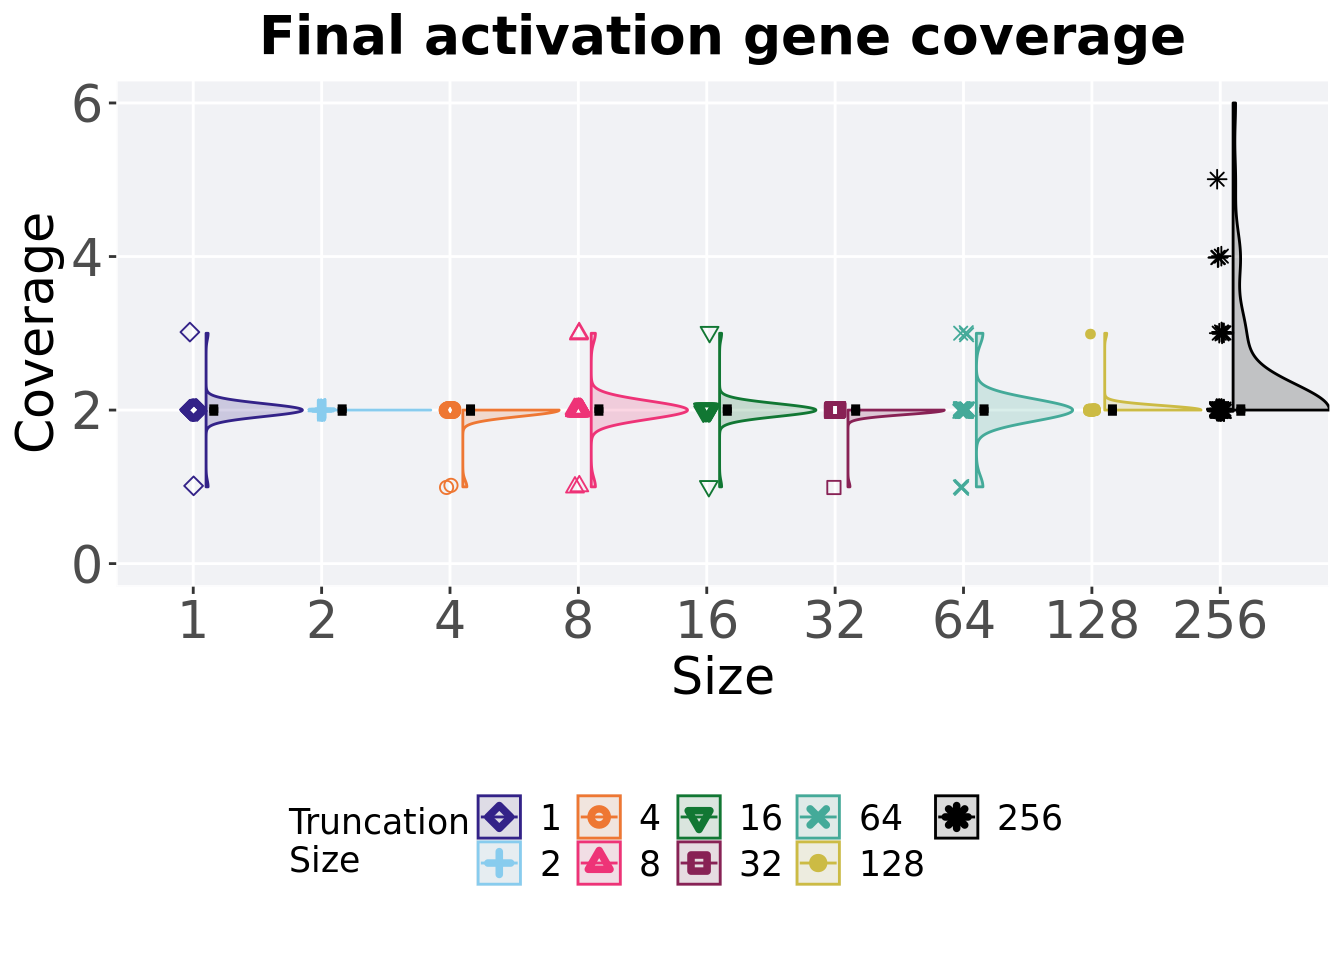 Final activation gene coverage
Coverage
6
4
2
0
1 2 4 8 16 32 64 128 256
Size
Truncation
Size
1 4 16 64 256
2 8 32 128